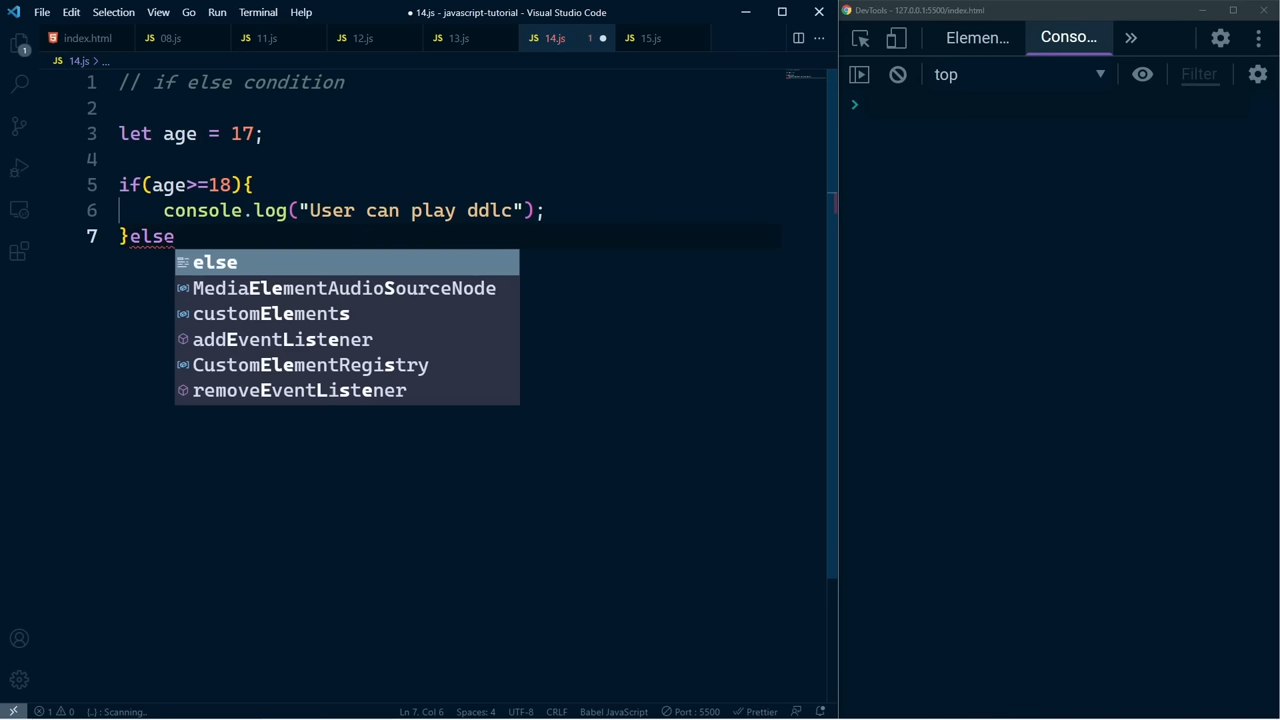 File Edit Selection View Go Run Terminal Help
● 14.js - javascript-tutorial - Visual Studio Code
DevTools - 127.0.0.1:5500/index.html
1
index.html
JS 08.js
JS 11.js
JS 12.js
JS 13.js
JS 14.js 1
JS 15.js
JS 14.js > ...
Elemen... Conso...
top
Filter
1 // if else condition
2
3 let age = 17;
4
5 if(age>=18){
6 console.log("User can play ddlc");
7 }else
else
MediaElementAudioSourceNode
customElements
addEventListener
CustomElementRegistry
removeEventListener
1 0 {..} : Scanning..
Ln 7, Col 6 Spaces: 4 UTF-8 CRLF Babel JavaScript Port : 5500 Prettier